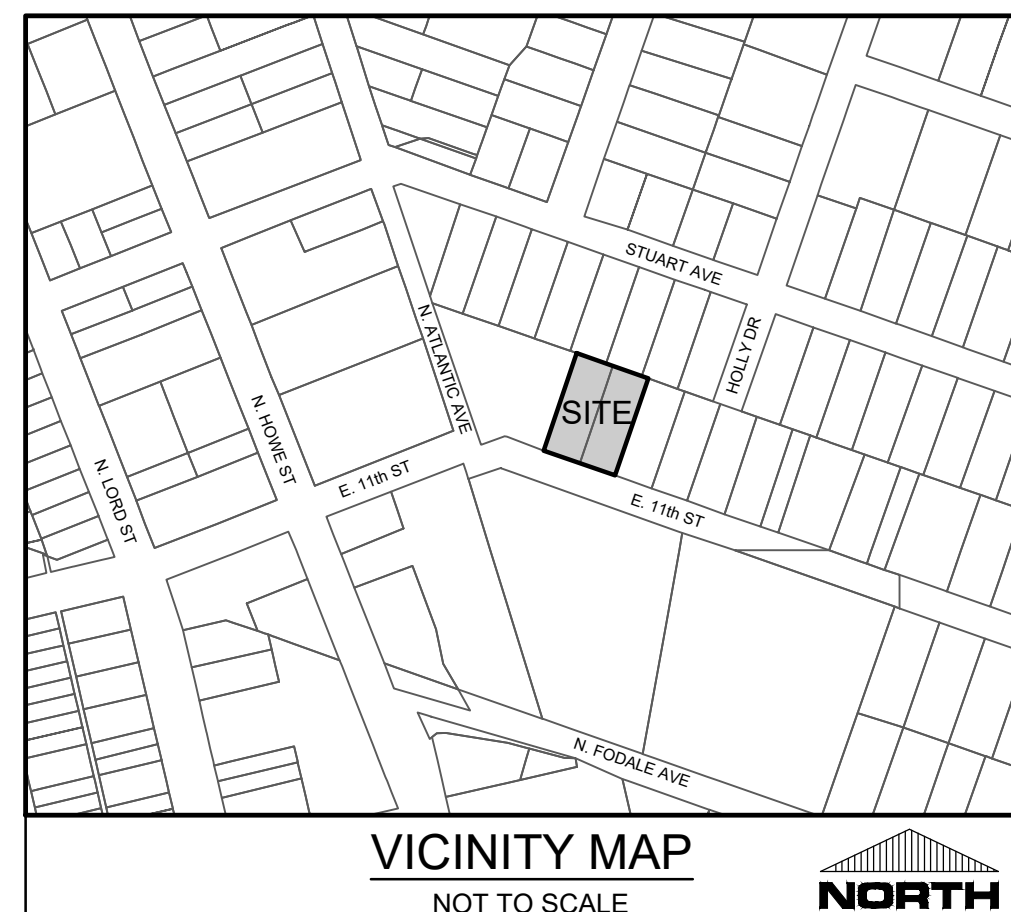 STUART AVE
N. ATLANTIC AVE
HOLLY DR
SITE
N. HOWE ST
N. LORD ST
E. 11th ST
E. 11th ST
N. FODALE AVE
VICINITY MAP
NOT TO SCALE
NORTH